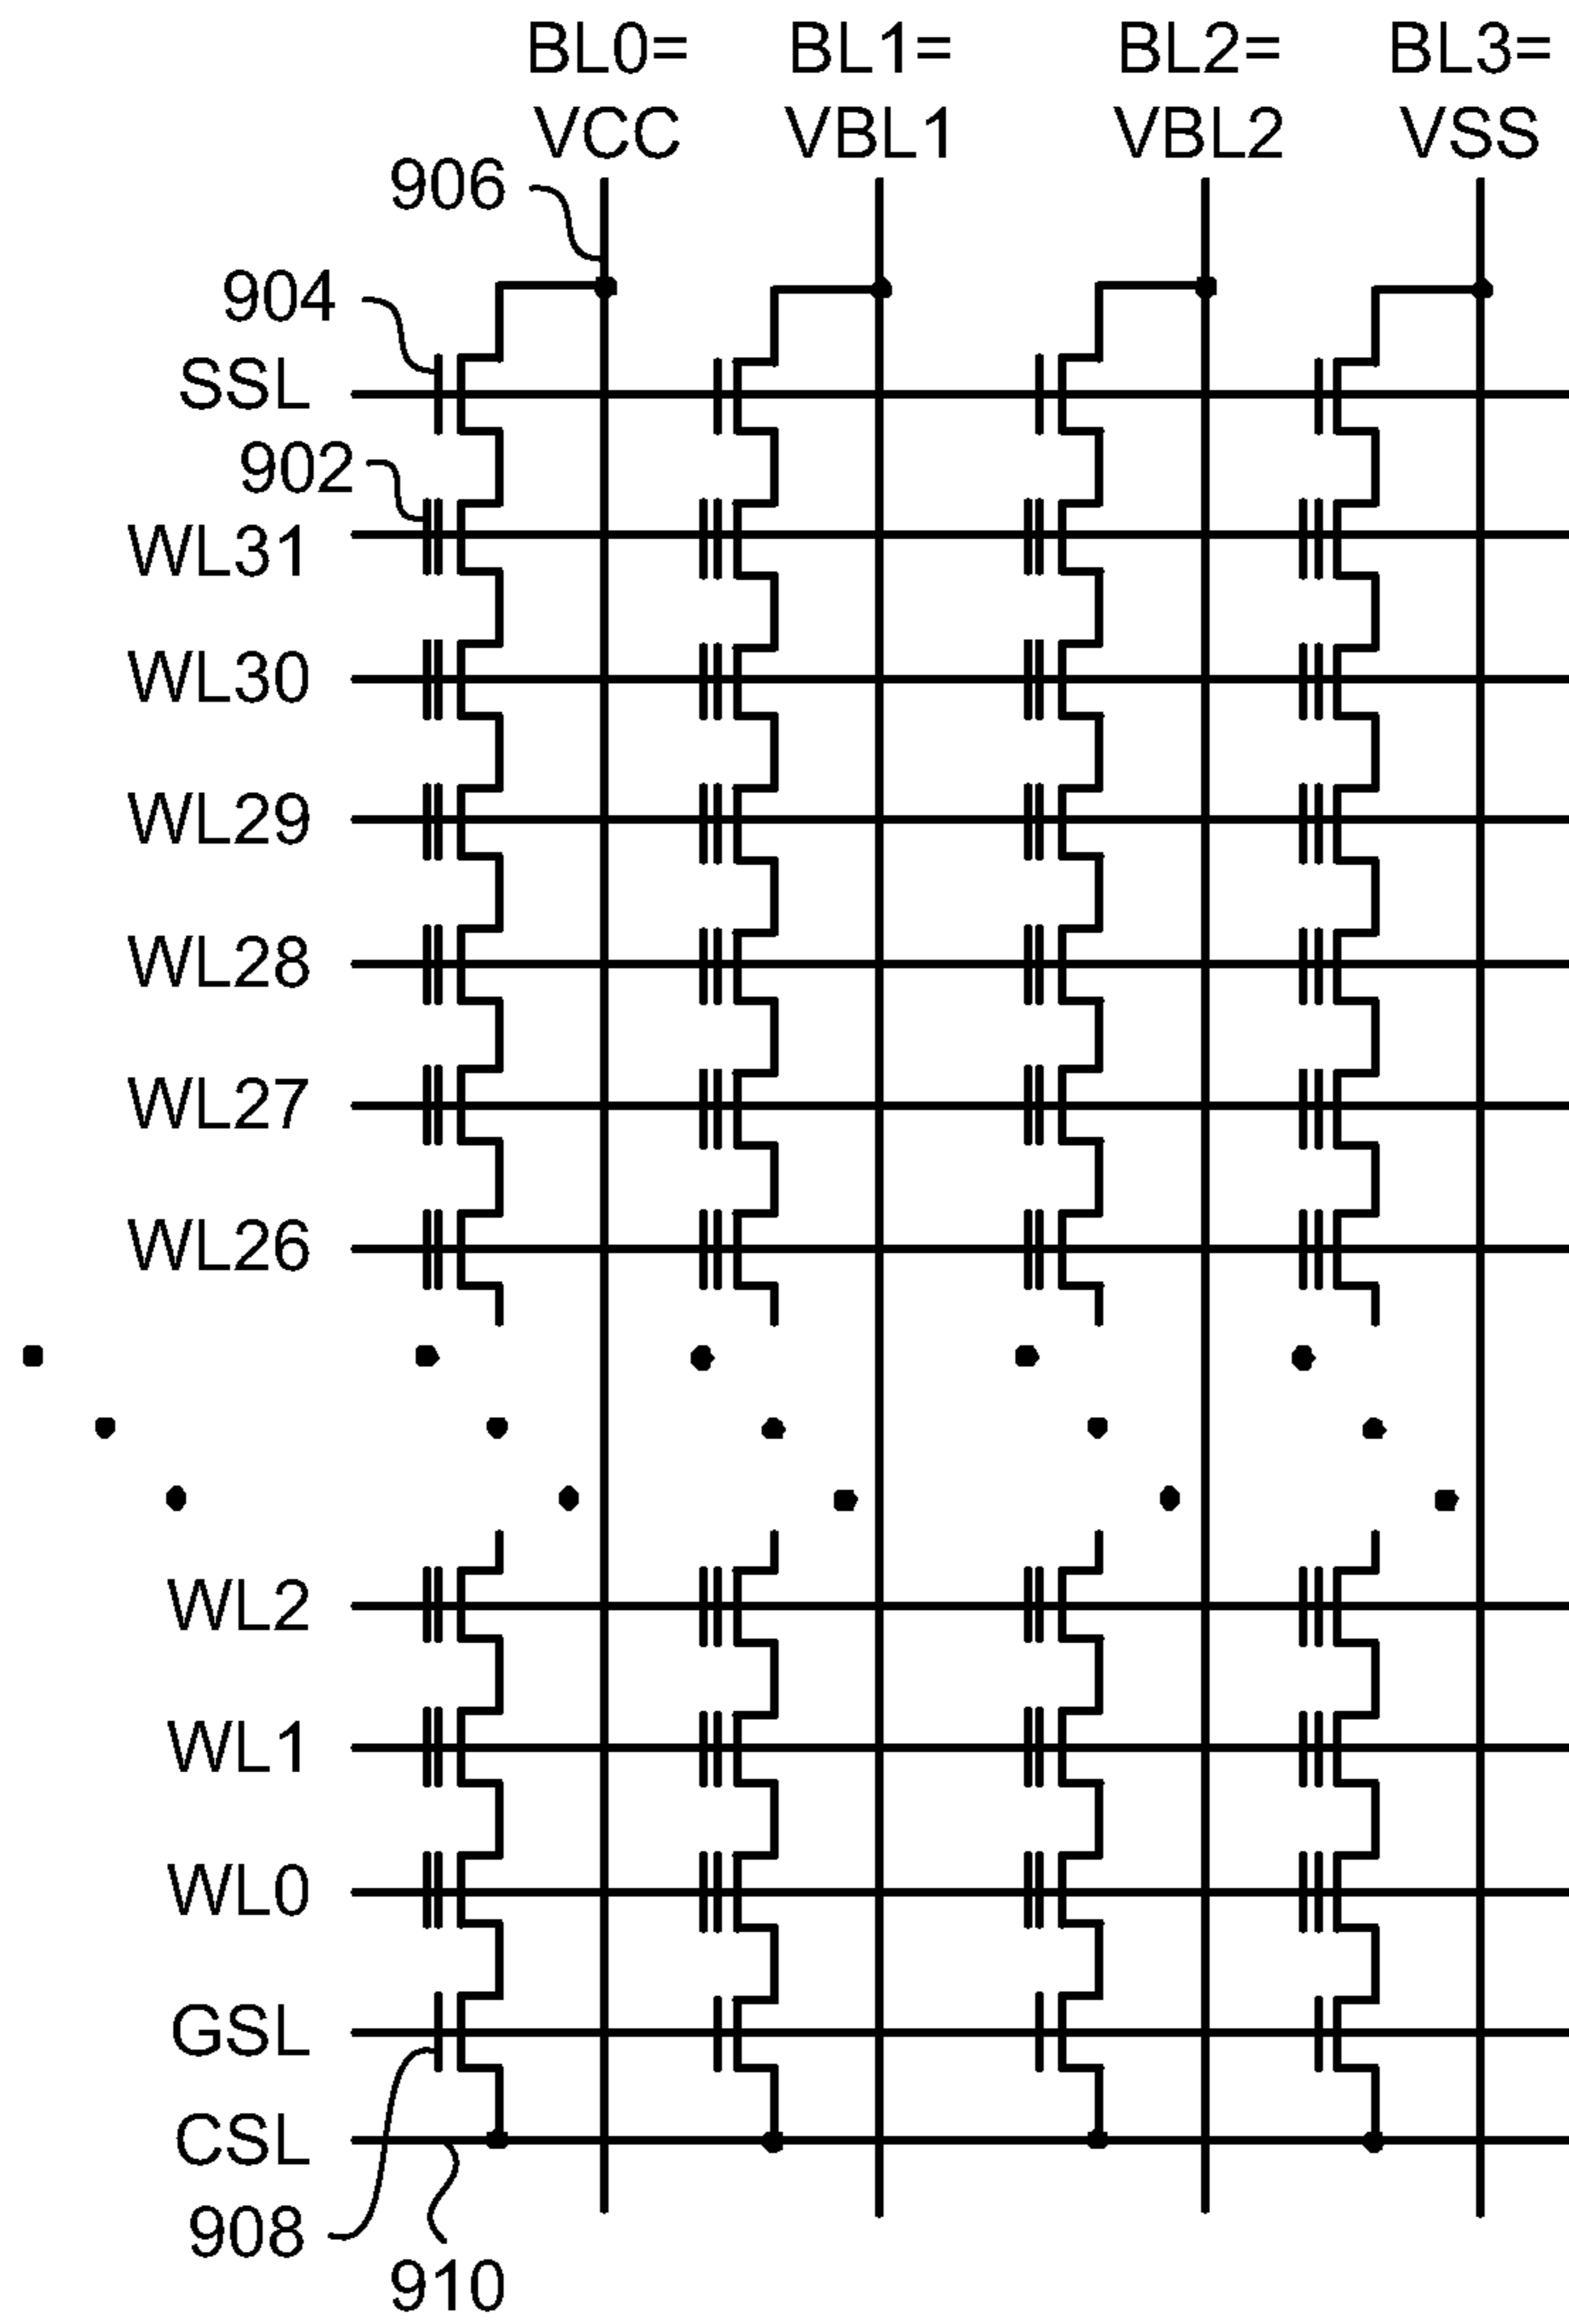 BL0= BL1= BL2= BL3=
VCC VBL1 VBL2 VSS
906
904
SSL
902
WL31
WL30
WL29
WL28
WL27
WL26
WL2
WL1
WL0
GSL
CSL
908
910